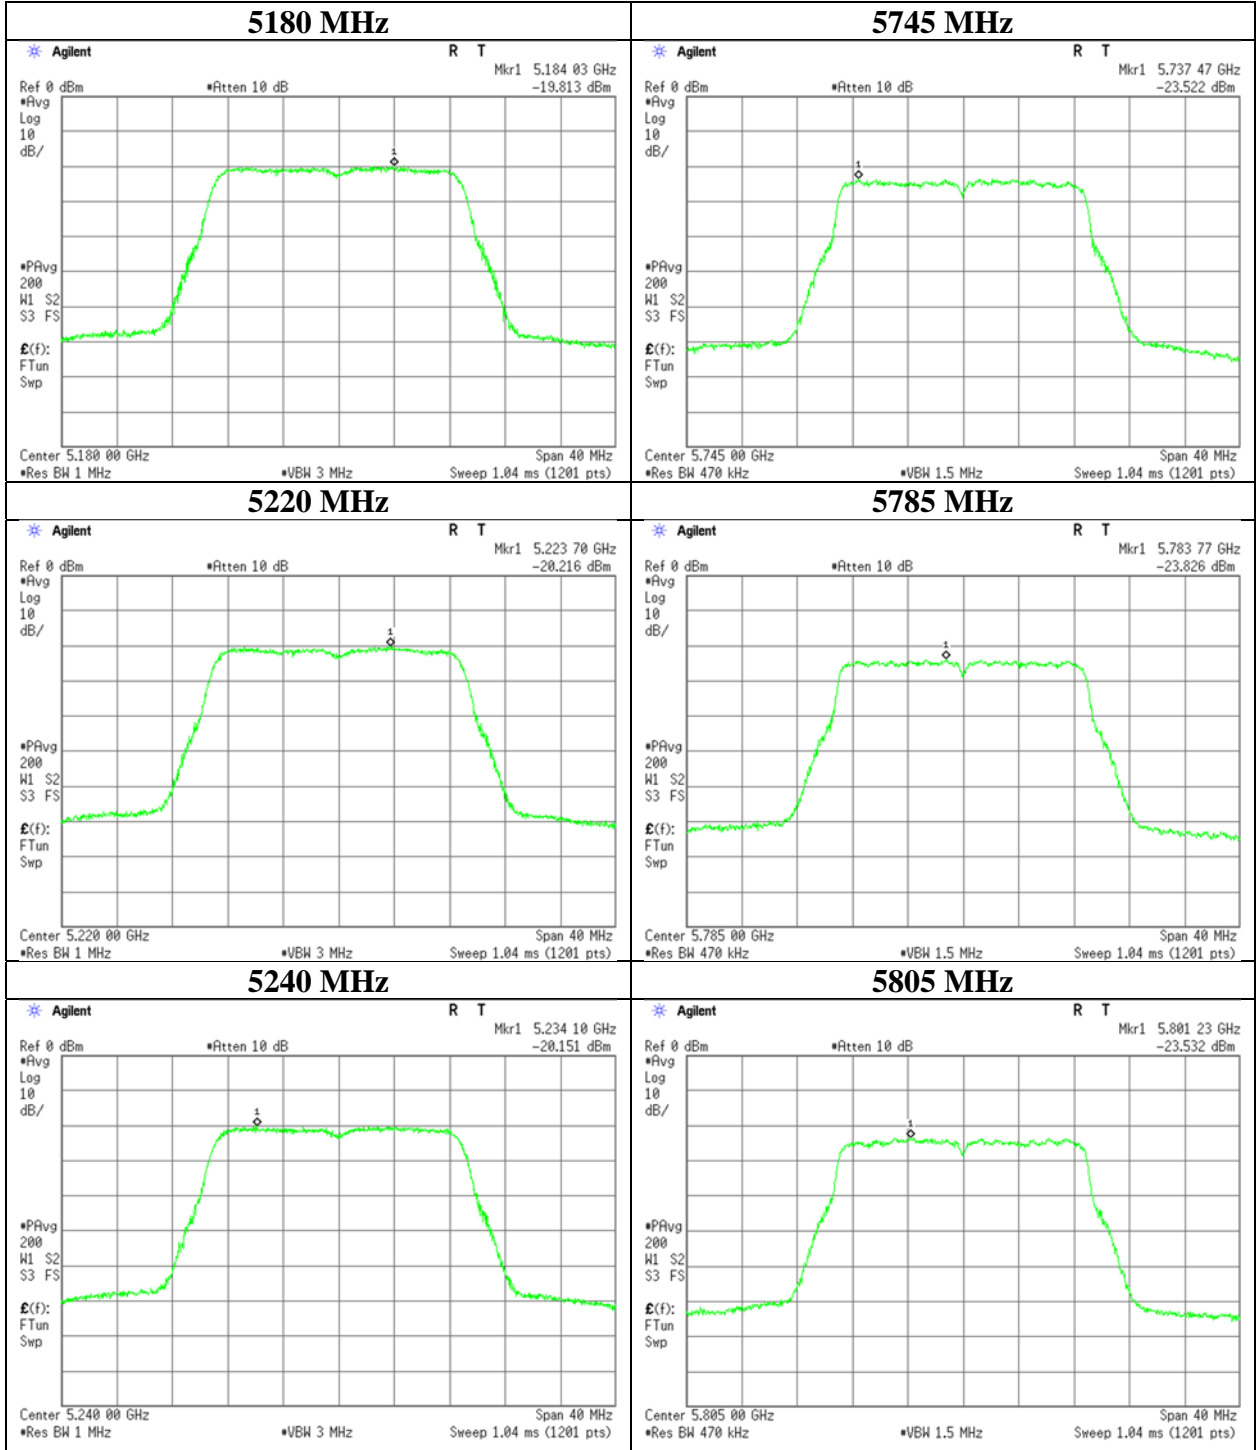 5180 MHz
Agilent R T
Mkr1 5.184 03 GHz
Ref 0 dBm #Atten 10 dB -19.813 dBm
#Avg
Log
10
dB/
1
#PAvg
200
W1 S2
S3 FS
£(f):
FTun
Swp
Center 5.180 00 GHz Span 40 MHz
#Res BW 1 MHz #VBW 3 MHz Sweep 1.04 ms (1201 pts)
5745 MHz
Agilent R T
Mkr1 5.737 47 GHz
Ref 0 dBm #Atten 10 dB -23.522 dBm
#Avg
Log
10
dB/
1
#PAvg
200
W1 S2
S3 FS
£(f):
FTun
Swp
Center 5.745 00 GHz Span 40 MHz
#Res BW 470 kHz #VBW 1.5 MHz Sweep 1.04 ms (1201 pts)
5220 MHz
Agilent R T
Mkr1 5.223 70 GHz
Ref 0 dBm #Atten 10 dB -20.216 dBm
#Avg
Log
10
dB/
1
#PAvg
200
W1 S2
S3 FS
£(f):
FTun
Swp
Center 5.220 00 GHz Span 40 MHz
#Res BW 1 MHz #VBW 3 MHz Sweep 1.04 ms (1201 pts)
5785 MHz
Agilent R T
Mkr1 5.783 77 GHz
Ref 0 dBm #Atten 10 dB -23.826 dBm
#Avg
Log
10
dB/
1
#PAvg
200
W1 S2
S3 FS
£(f):
FTun
Swp
Center 5.785 00 GHz Span 40 MHz
#Res BW 470 kHz #VBW 1.5 MHz Sweep 1.04 ms (1201 pts)
5240 MHz
Agilent R T
Mkr1 5.234 10 GHz
Ref 0 dBm #Atten 10 dB -20.151 dBm
#Avg
Log
10
dB/
1
#PAvg
200
W1 S2
S3 FS
£(f):
FTun
Swp
Center 5.240 00 GHz Span 40 MHz
#Res BW 1 MHz #VBW 3 MHz Sweep 1.04 ms (1201 pts)
5805 MHz
Agilent R T
Mkr1 5.801 23 GHz
Ref 0 dBm #Atten 10 dB -23.532 dBm
#Avg
Log
10
dB/
1
#PAvg
200
W1 S2
S3 FS
£(f):
FTun
Swp
Center 5.805 00 GHz Span 40 MHz
#Res BW 470 kHz #VBW 1.5 MHz Sweep 1.04 ms (1201 pts)